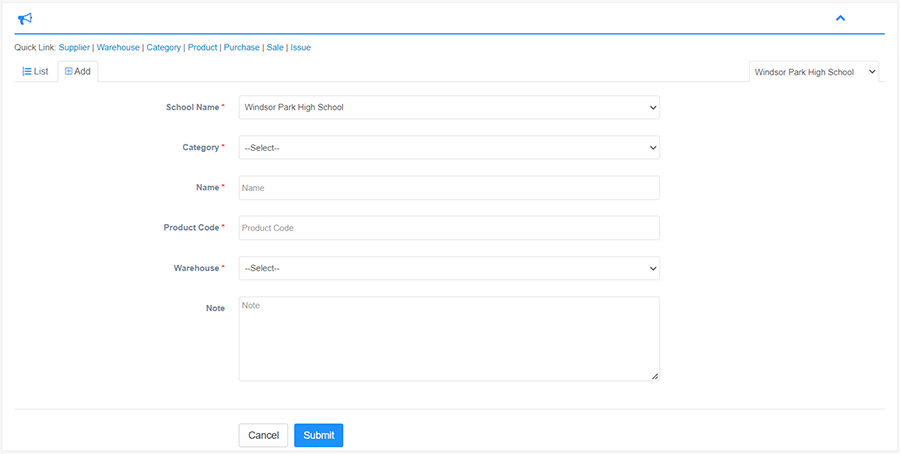 Quick Link: Supplier | Warehouse | Category | Product | Purchase | Sale | Issue
List Add Windsor Park High School
School Name * Windsor Park High School
Category * --Select--
Name * Name
Product Code * Product Code
Warehouse * --Select--
Note Note
Cancel Submit